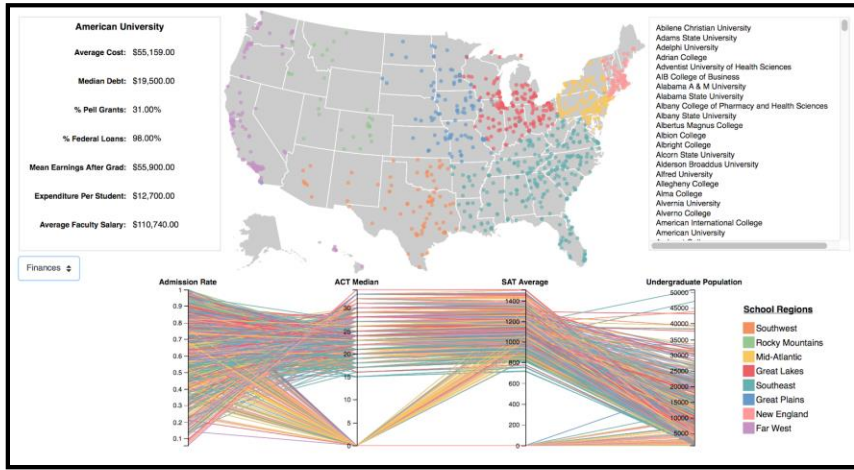 American University
Average Cost: $55,159.00
Median Debt: $19,500.00
% Pell Grants: 31.00%
% Federal Loans: 98.00%
Mean Earnings After Grad: $55,900.00
Expenditure Per Student: $12,700.00
Average Faculty Salary: $110,740.00
Finances
Abilene Christian University
Adams State University
Adelphi University
Adrian College
Adventist University of Health Sciences
AIB College of Business
Alabama A & M University
Alabama State University
Albany College of Pharmacy and Health Sciences
Albany State University
Albertus Magnus College
Albion College
Albright College
Alcorn State University
Alderson Broaddus University
Alfred University
Allegheny College
Alma College
Alvernia University
Alverno College
American International College
American University
Admission Rate
1
0.9
0.8
0.7
0.6
0.5
0.4
0.3
0.2
0.1
ACT Median
30
25
20
15
10
5
0
SAT Average
1400
1200
1000
800
600
400
200
0
Undergraduate Population
50000
45000
40000
35000
30000
25000
20000
15000
10000
5000
School Regions
Southwest
Rocky Mountains
Mid-Atlantic
Great Lakes
Southeast
Great Plains
New England
Far West